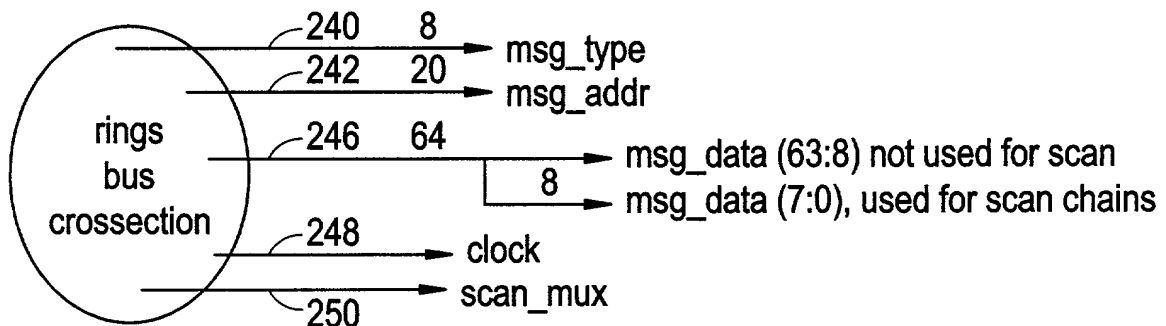 240 8 msg_type
242 20 msg_addr
rings
bus
crossection
246 64 msg_data (63:8) not used for scan
8 msg_data (7:0), used for scan chains
248 clock
250 scan_mux